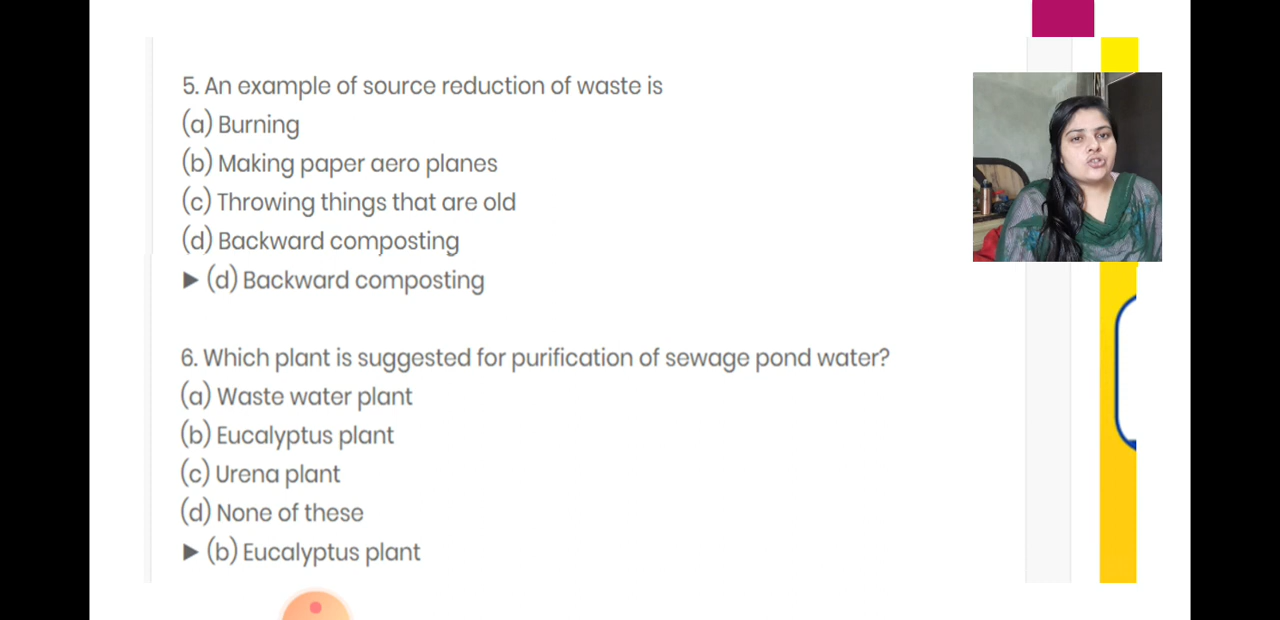 5. An example of source reduction of waste is
(a) Burning
(b) Making paper aero planes
(c) Throwing things that are old
(d) Backward composting
▶ (d) Backward composting
6. Which plant is suggested for purification of sewage pond water?
(a) Waste water plant
(b) Eucalyptus plant
(c) Urena plant
(d) None of these
▶ (b) Eucalyptus plant